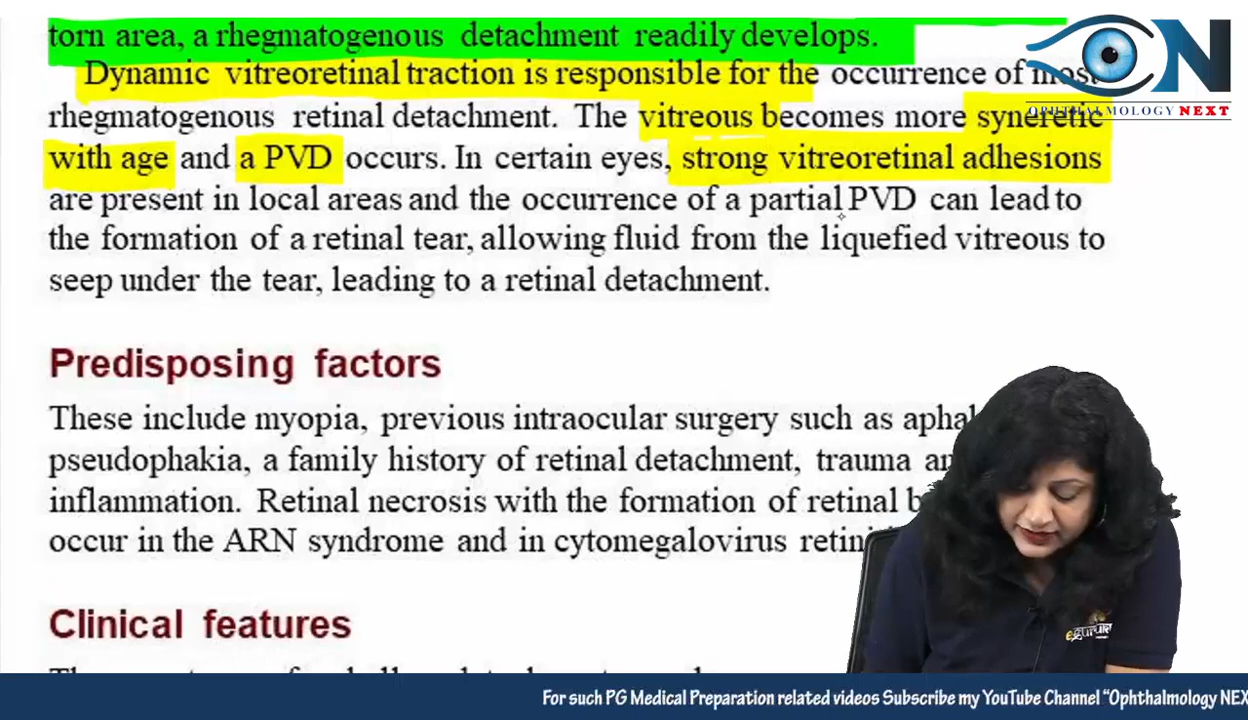 torn area, a rhegmatogenous detachment readily develops.
Dynamic vitreoretinal traction is responsible for the occurrence of most
rhegmatogenous retinal detachment. The vitreous becomes more syneretic
with age and a PVD occurs. In certain eyes, strong vitreoretinal adhesions
are present in local areas and the occurrence of a partial PVD can lead to
the formation of a retinal tear, allowing fluid from the liquefied vitreous to
seep under the tear, leading to a retinal detachment.
Predisposing factors
These include myopia, previous intraocular surgery such as
pseudophakia, a family history of retinal detachment, trauma
inflammation. Retinal necrosis with the formation of retinal
occur in the ARN syndrome and in cytomegalovirus
Clinical features
ON
OPHTHALMOLOGY NEXT
For such PG Medical Preparation related videos Subscribe my YouTube Channel "Ophthalmology NEX